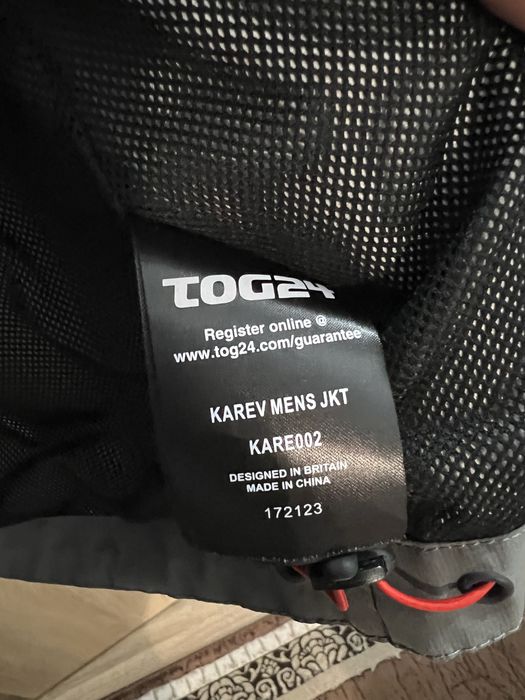 TOG24
Register online @
www.tog24.com/guarantee
KAREV MENS JKT
KARE002
DESIGNED IN BRITAIN
MADE IN CHINA
172123